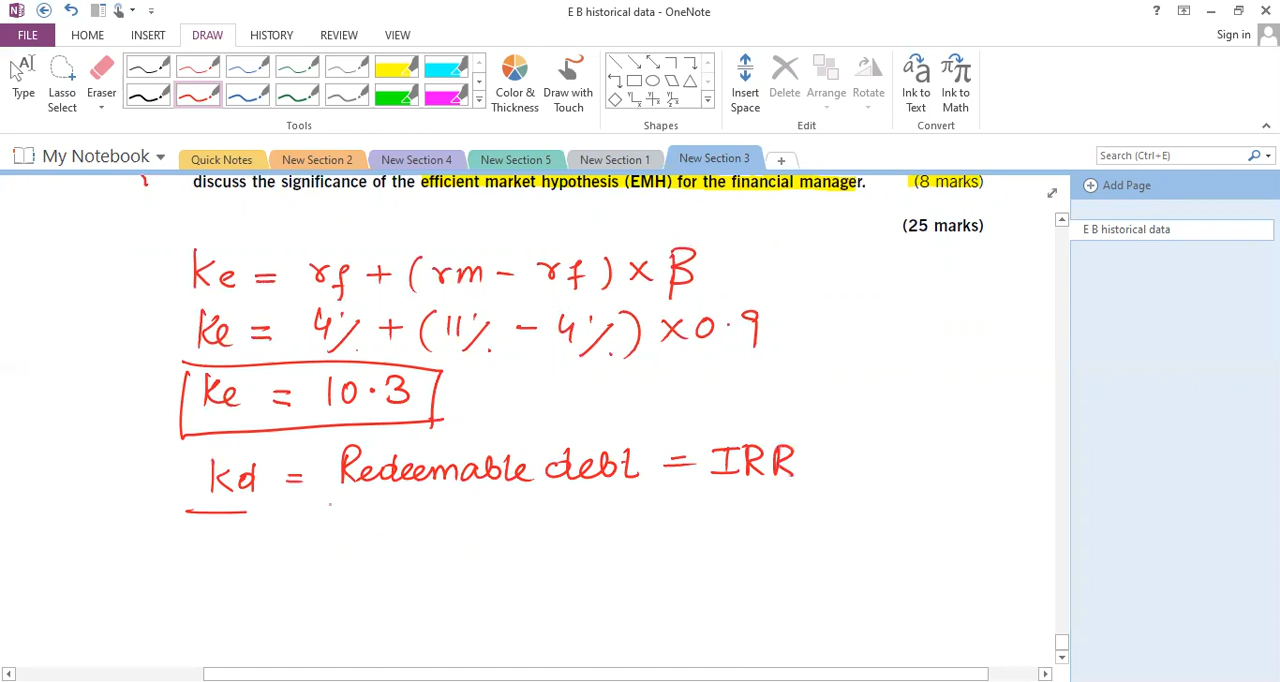 E B historical data - OneNote
?
FILE HOME INSERT DRAW HISTORY REVIEW VIEW
Sign in
Type
Lasso Select
Eraser
Color & Thickness
Draw with Touch
Insert Space
Delete
Arrange
Rotate
Ink to Text
Ink to Math
Tools
Shapes
Edit
Convert
My Notebook
Quick Notes
New Section 2
New Section 4
New Section 5
New Section 1
New Section 3
Search (Ctrl+E)
discuss the significance of the efficient market hypothesis (EMH) for the financial manager. (8 marks)
Add Page
(25 marks)
E B historical data
Ke = rf + (rm - rf) × β
Ke = 4% + (11% - 4%) × 0.9
Ke = 10.3
Kd = Redeemable debt = IRR